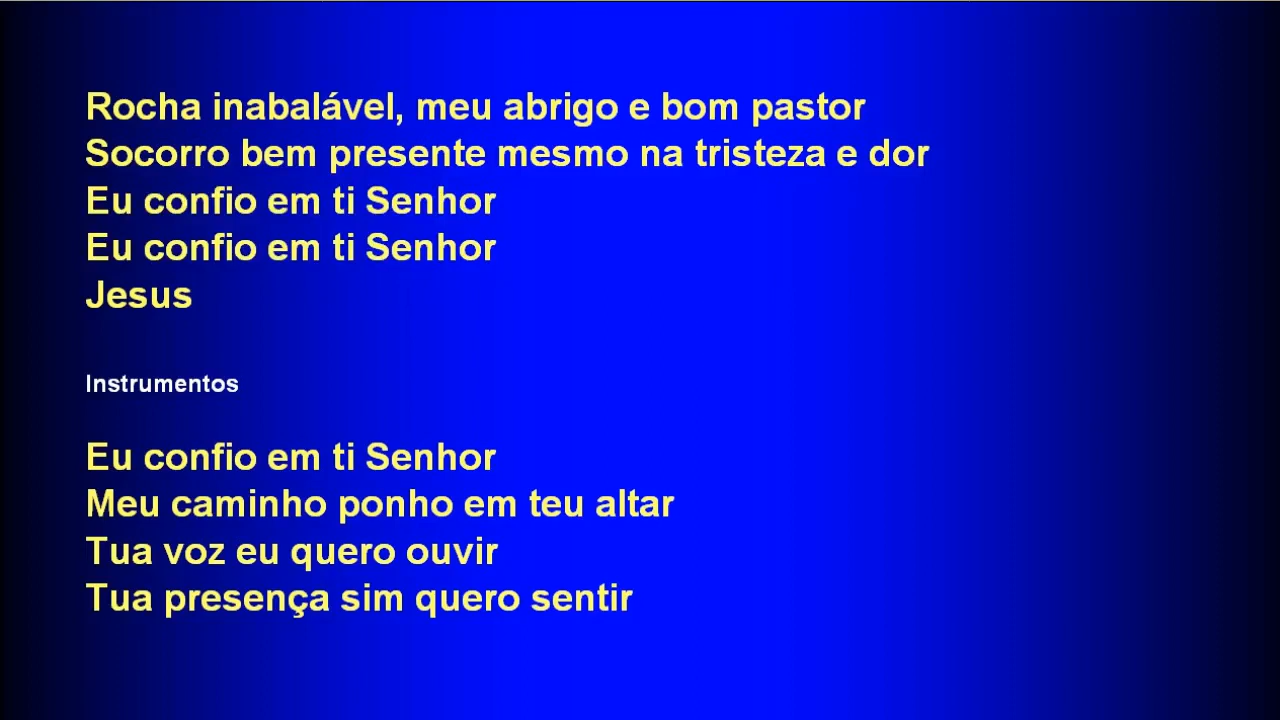 Rocha inabalável, meu abrigo e bom pastor
Socorro bem presente mesmo na tristeza e dor
Eu confio em ti Senhor
Eu confio em ti Senhor
Jesus
Instrumentos
Eu confio em ti Senhor
Meu caminho ponho em teu altar
Tua voz eu quero ouvir
Tua presença sim quero sentir